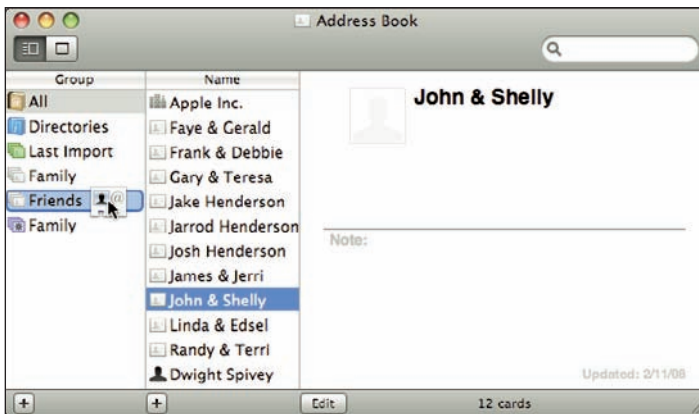 Address Book
Group
Name
All
Directories
Last Import
Family
Friends @
Family
Apple Inc.
Faye & Gerald
Frank & Debbie
Gary & Teresa
Jake Henderson
Jarrod Henderson
Josh Henderson
James & Jerri
John & Shelly
Linda & Edsel
Randy & Terri
Dwight Spivey
John & Shelly
Note:
Updated: 2/11/08
+
+
Edit
12 cards